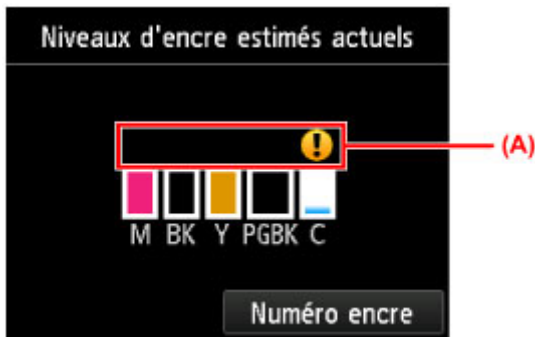 Niveaux d'encre estimés actuels
(A)
M BK Y PGBK C
Numéro encre